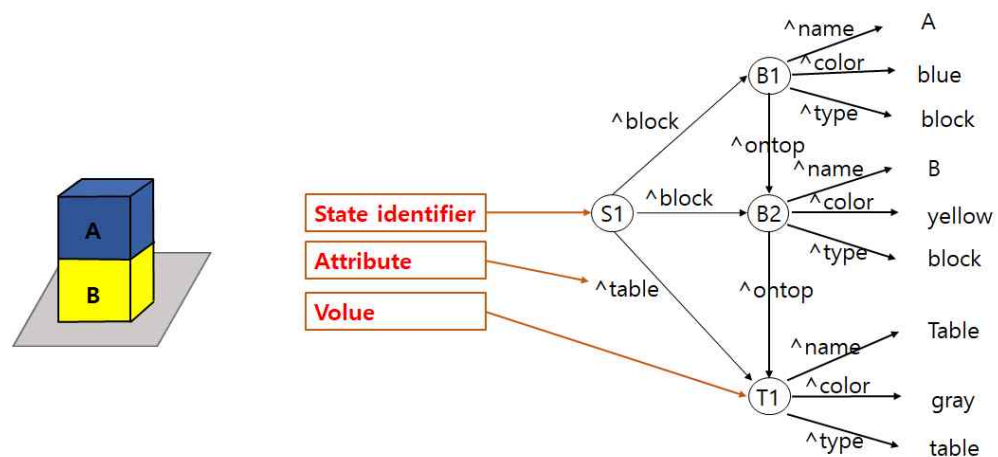 A
B
State identifier
Attribute
Volue
S1
^block
^block
^table
B1
^name
A
^color
blue
^type
block
^ontop
B2
^name
B
^color
yellow
^type
block
^ontop
T1
^name
Table
^color
gray
^type
table